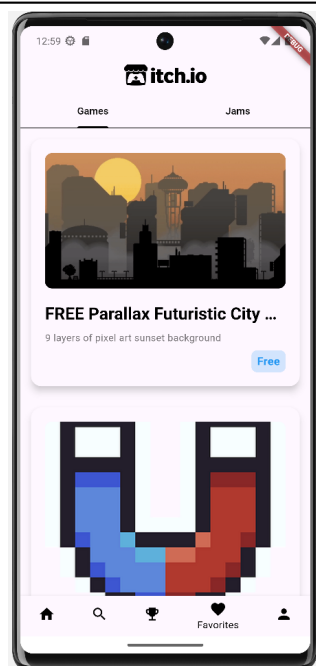 12:59
DEBUG
itch.io
Games Jams
FREE Parallax Futuristic City ...
9 layers of pixel art sunset background
Free
Favorites